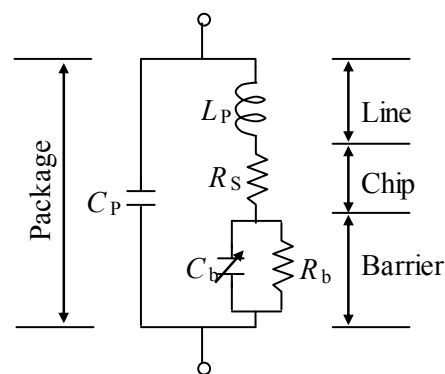 Package
C_P
L_P
R_S
C_b
R_b
Line
Chip
Barrier